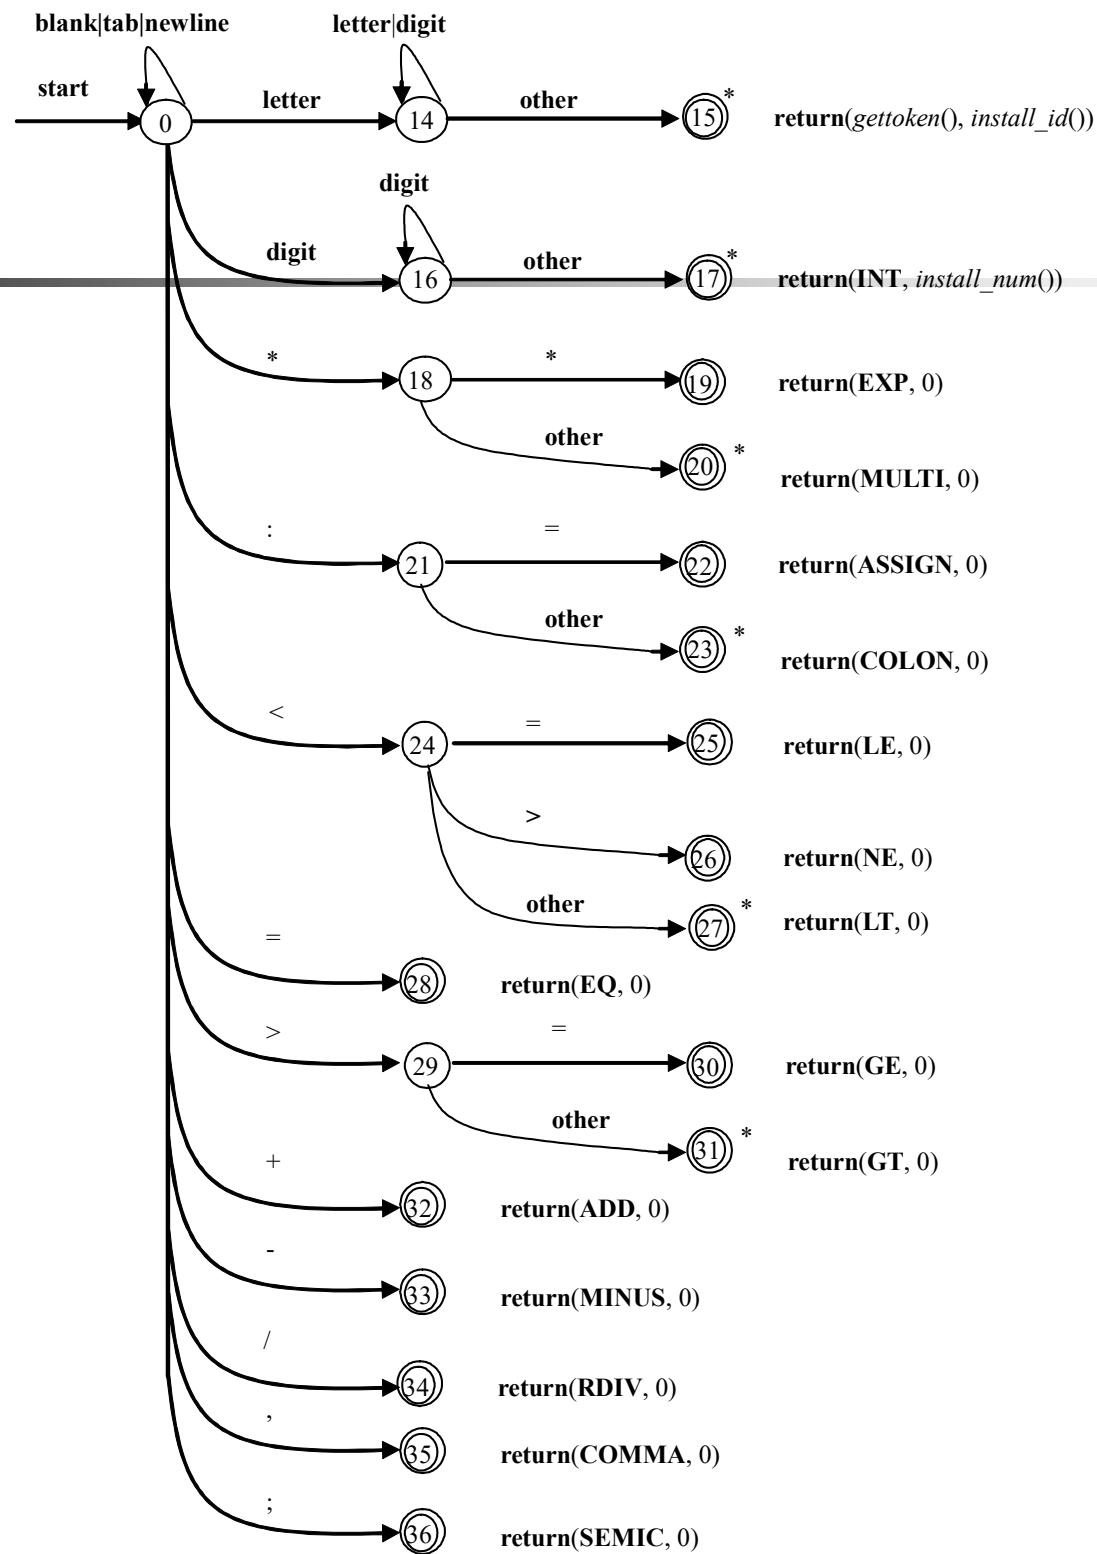 blank|tab|newline
letter|digit
start
letter
other
*
0
14
15
return(gettoken(), install_id())
digit
digit
other
*
16
17
return(INT, install_num())
*
*
18
19
return(EXP, 0)
other
*
20
return(MULTI, 0)
:
=
21
22
return(ASSIGN, 0)
other
*
23
return(COLON, 0)
<
=
24
25
return(LE, 0)
>
26
return(NE, 0)
other
*
27
return(LT, 0)
=
28
return(EQ, 0)
>
=
29
30
return(GE, 0)
other
*
31
return(GT, 0)
+
32
return(ADD, 0)
-
33
return(MINUS, 0)
/
34
return(RDIV, 0)
,
35
return(COMMA, 0)
;
36
return(SEMIC, 0)